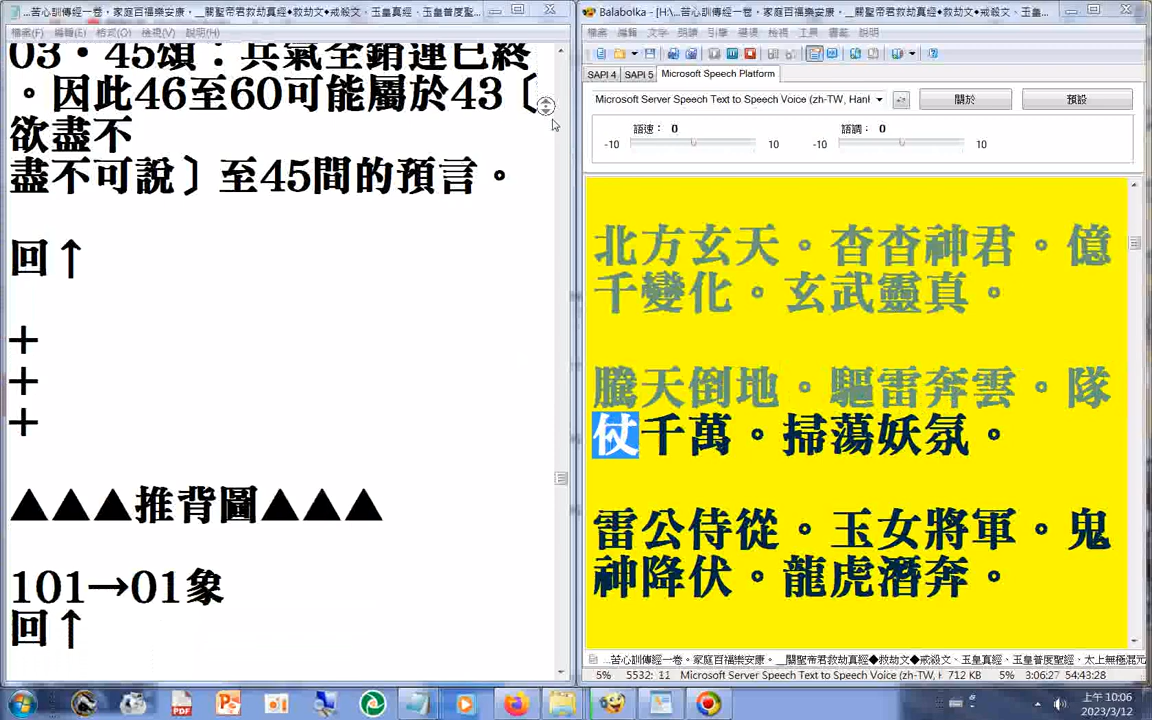 ...苦心訓傳經一卷，家庭百福樂安康，__關聖帝君救劫真經♦救劫文♦戒殺文、玉皇真經、玉皇普度聖...
檔案(F) 編輯(E) 格式(O) 檢視(V) 說明(H)
03‧45頌：兵氣全銷運已終
。因此46至60可能屬於43〔
欲盡不
盡不可說〕至45間的預言。
回↑
＋
＋
＋
▲▲▲推背圖▲▲▲
101→01象
回↑
Balabolka - [H:\...苦心訓傳經一卷，家庭百福樂安康，__關聖帝君救劫真經♦救劫文♦戒殺文、玉...
檔案 編輯 文字 朗讀 引擎 選項 檢視 工具 書籤 說明
SAPI 4 SAPI 5 Microsoft Speech Platform
Microsoft Server Speech Text to Speech Voice (zh-TW, HanH
關於
預設
語速： 0
語調： 0
-10 10 -10 10
北方玄天。杳杳神君。億
千變化。玄武靈真。
騰天倒地。驅雷奔雲。隊
仗千萬。掃蕩妖氛。
雷公侍從。玉女將軍。鬼
神降伏。龍虎潛奔。
...苦心訓傳經一卷。家庭百福樂安康。__關聖帝君救劫真經◆救劫文◆戒殺文、玉皇真經、玉皇普度聖經、太上無極混元
5% 5532: 11 Microsoft Server Speech Text to Speech Voice (zh-TW, H 712 KB 5% 3:06:27 54:43:28
上午 10:06
2023/3/12